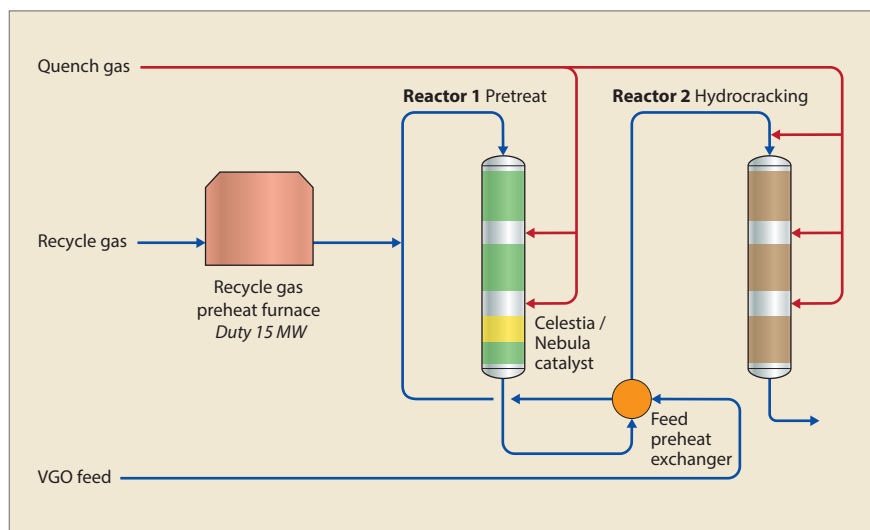 Quench gas
Reactor 1 Pretreat
Reactor 2 Hydrocracking
Recycle gas
Recycle gas
preheat furnace
Duty 15 MW
Celestia /
Nebula
catalyst
Feed
preheat
exchanger
VGO feed